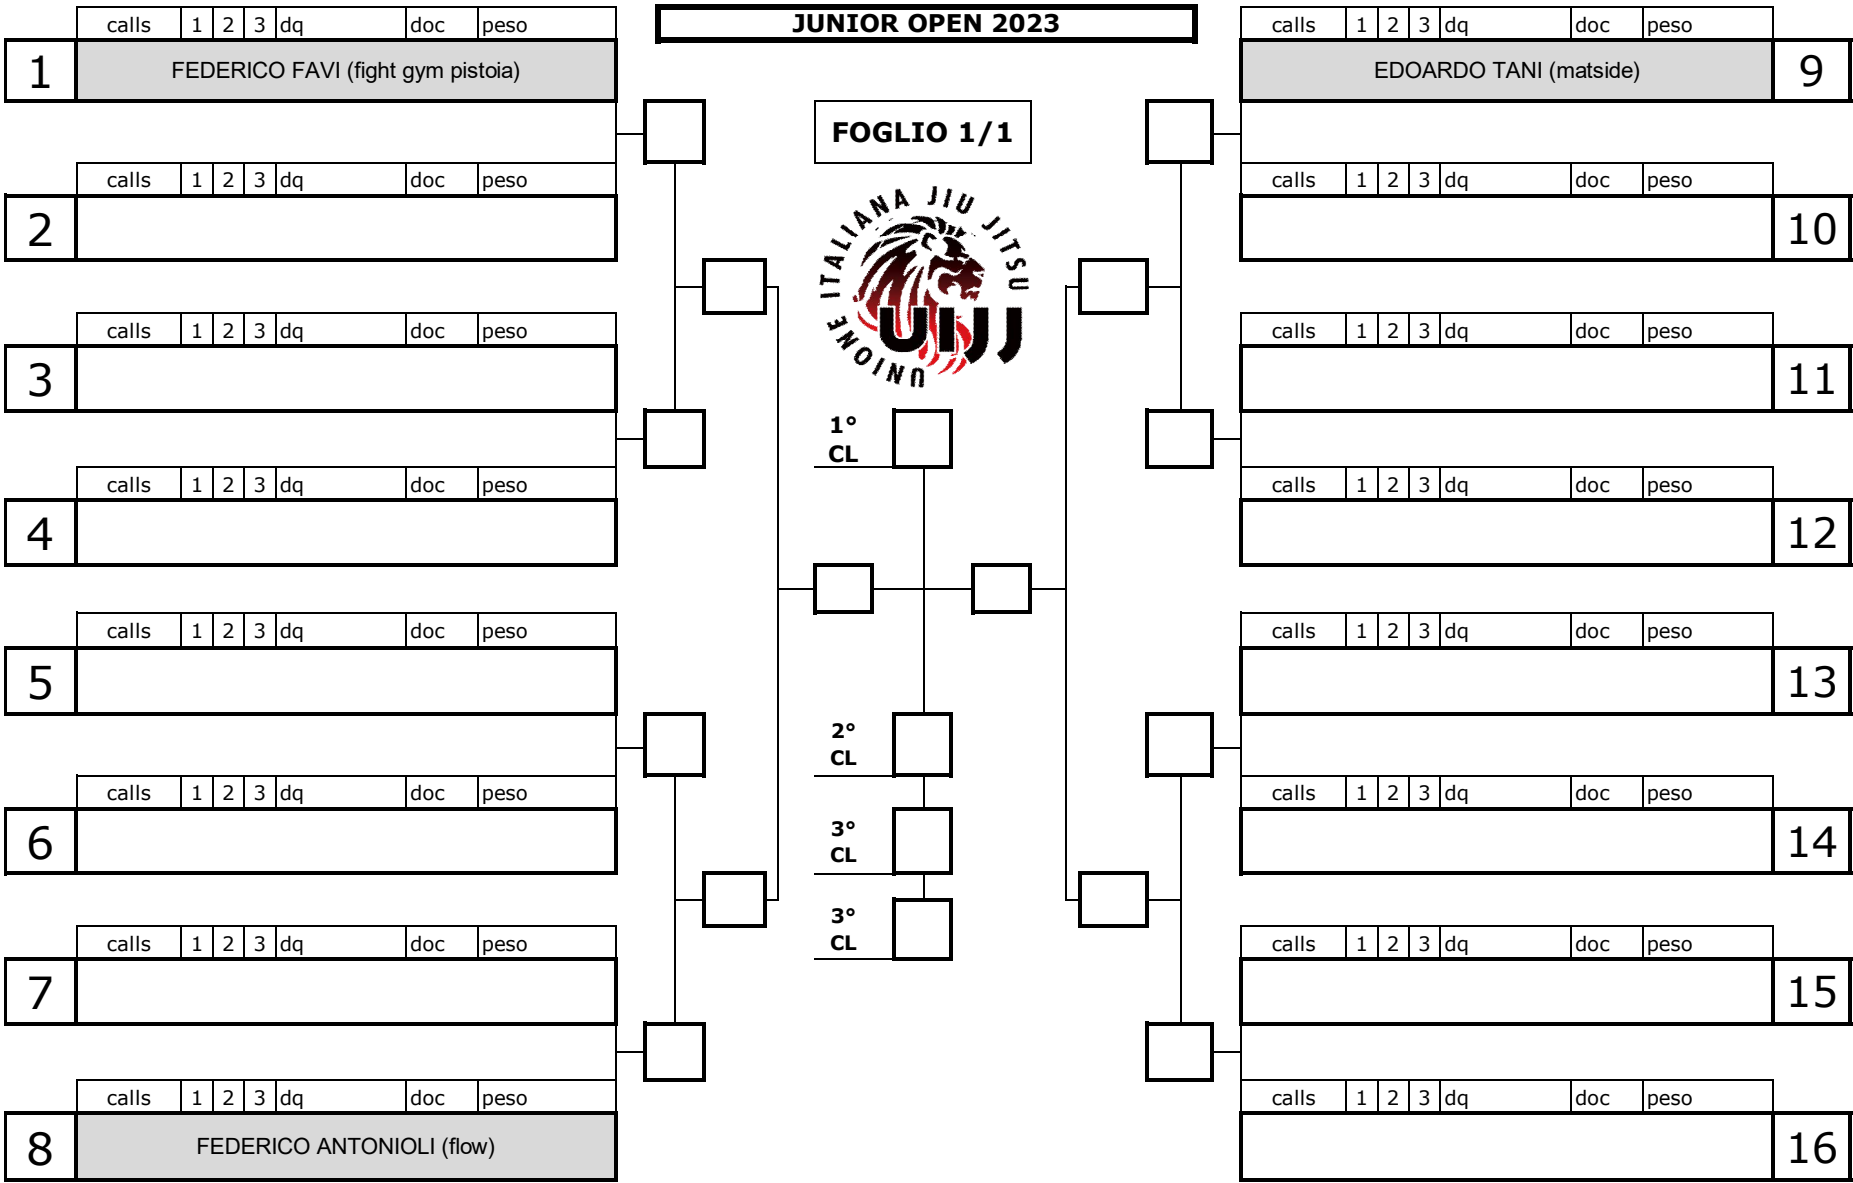 JUNIOR OPEN 2023
calls 1 2 3 dq doc peso
1 FEDERICO FAVI (fight gym pistoia)
calls 1 2 3 dq doc peso
2
calls 1 2 3 dq doc peso
3
calls 1 2 3 dq doc peso
4
calls 1 2 3 dq doc peso
5
calls 1 2 3 dq doc peso
6
calls 1 2 3 dq doc peso
7
calls 1 2 3 dq doc peso
8 FEDERICO ANTONIOLI (flow)
FOGLIO 1/1
UNIONE ITALIANA JIU JITSU
UIJJ
1°
CL
2°
CL
3°
CL
3°
CL
calls 1 2 3 dq doc peso
EDOARDO TANI (matside) 9
calls 1 2 3 dq doc peso
10
calls 1 2 3 dq doc peso
11
calls 1 2 3 dq doc peso
12
calls 1 2 3 dq doc peso
13
calls 1 2 3 dq doc peso
14
calls 1 2 3 dq doc peso
15
calls 1 2 3 dq doc peso
16